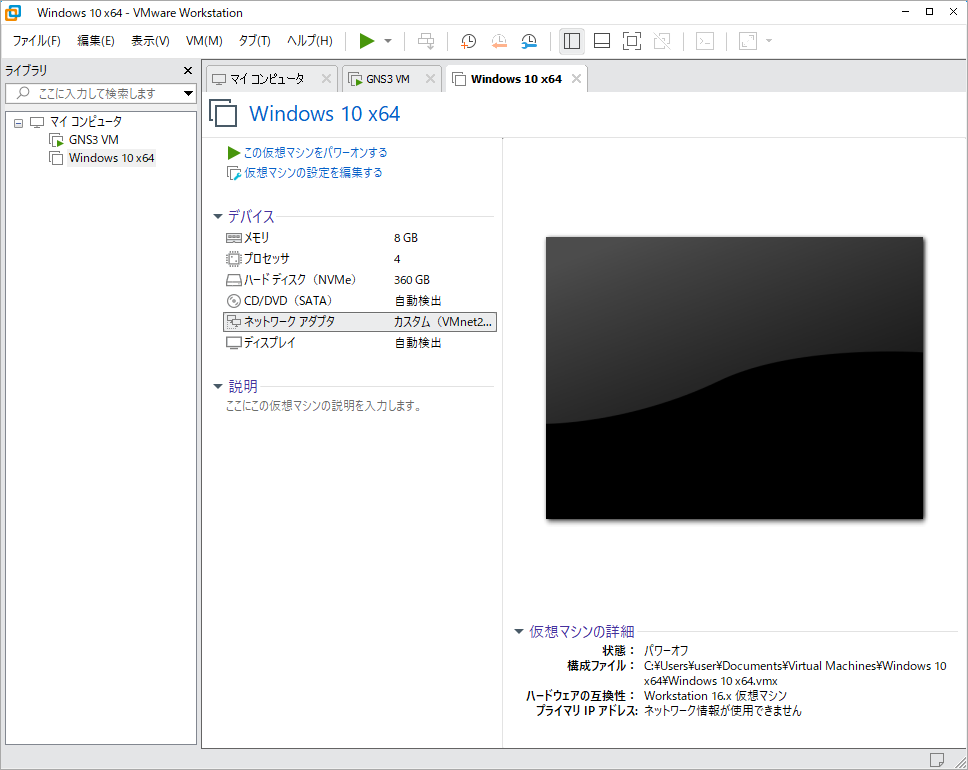 Windows 10 x64 - VMware Workstation
ファイル(F) 編集(E) 表示(V) VM(M) タブ(T) ヘルプ(H)
ライブラリ
ここに入力して検索します
マイ コンピュータ
GNS3 VM
Windows 10 x64
マイ コンピュータ GNS3 VM Windows 10 x64
Windows 10 x64
この仮想マシンをパワーオンする
仮想マシンの設定を編集する
デバイス
メモリ 8 GB
プロセッサ 4
ハード ディスク（NVMe） 360 GB
CD/DVD（SATA） 自動検出
ネットワーク アダプタ カスタム（VMnet2...
ディスプレイ 自動検出
説明
ここにこの仮想マシンの説明を入力します。
仮想マシンの詳細
状態： パワーオフ
構成ファイル： C:¥Users¥user¥Documents¥Virtual Machines¥Windows 10
x64¥Windows 10 x64.vmx
ハードウェアの互換性： Workstation 16.x 仮想マシン
プライマリ IP アドレス: ネットワーク情報が使用できません